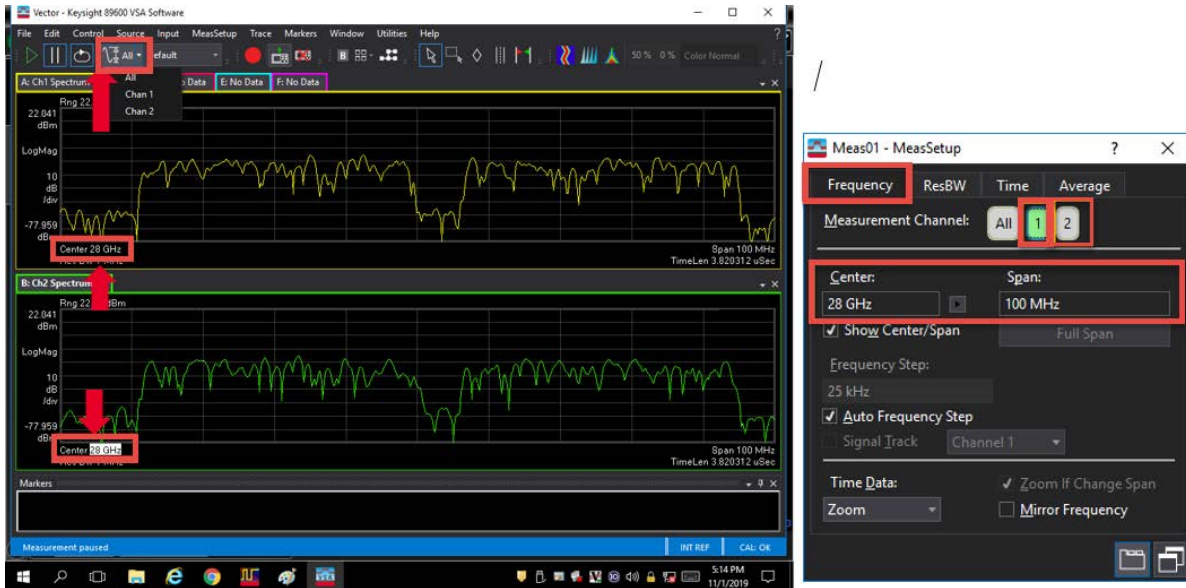 Vector - Keysight 89600 VSA Software
File Edit Control Source Input MeasSetup Trace Markers Window Utilities Help ?
All efault 50 % 0 % Color Normal
A: Ch1 Spectrum Data E: No Data F: No Data
All
Chan 1
Chan 2
Rng 22
22.041
dBm
LogMag
10
dB
/div
-77.959
dBm
Center 28 GHz Span 100 MHz
TimeLen 3.820312 uSec
B: Ch2 Spectrum
Rng 22 dBm
22.041
dBm
LogMag
10
dB
/div
-77.959
dBm
Center 28 GHz Span 100 MHz
TimeLen 3.820312 uSec
Markers
Measurement paused INT REF CAL: OK
5:14 PM
11/1/2019
/
Meas01 - MeasSetup ?
Frequency ResBW Time Average
Measurement Channel: All 1 2
Center: Span:
28 GHz 100 MHz
Show Center/Span Full Span
Frequency Step:
25 kHz
Auto Frequency Step
Signal Track Channel 1
Time Data: Zoom If Change Span
Zoom Mirror Frequency